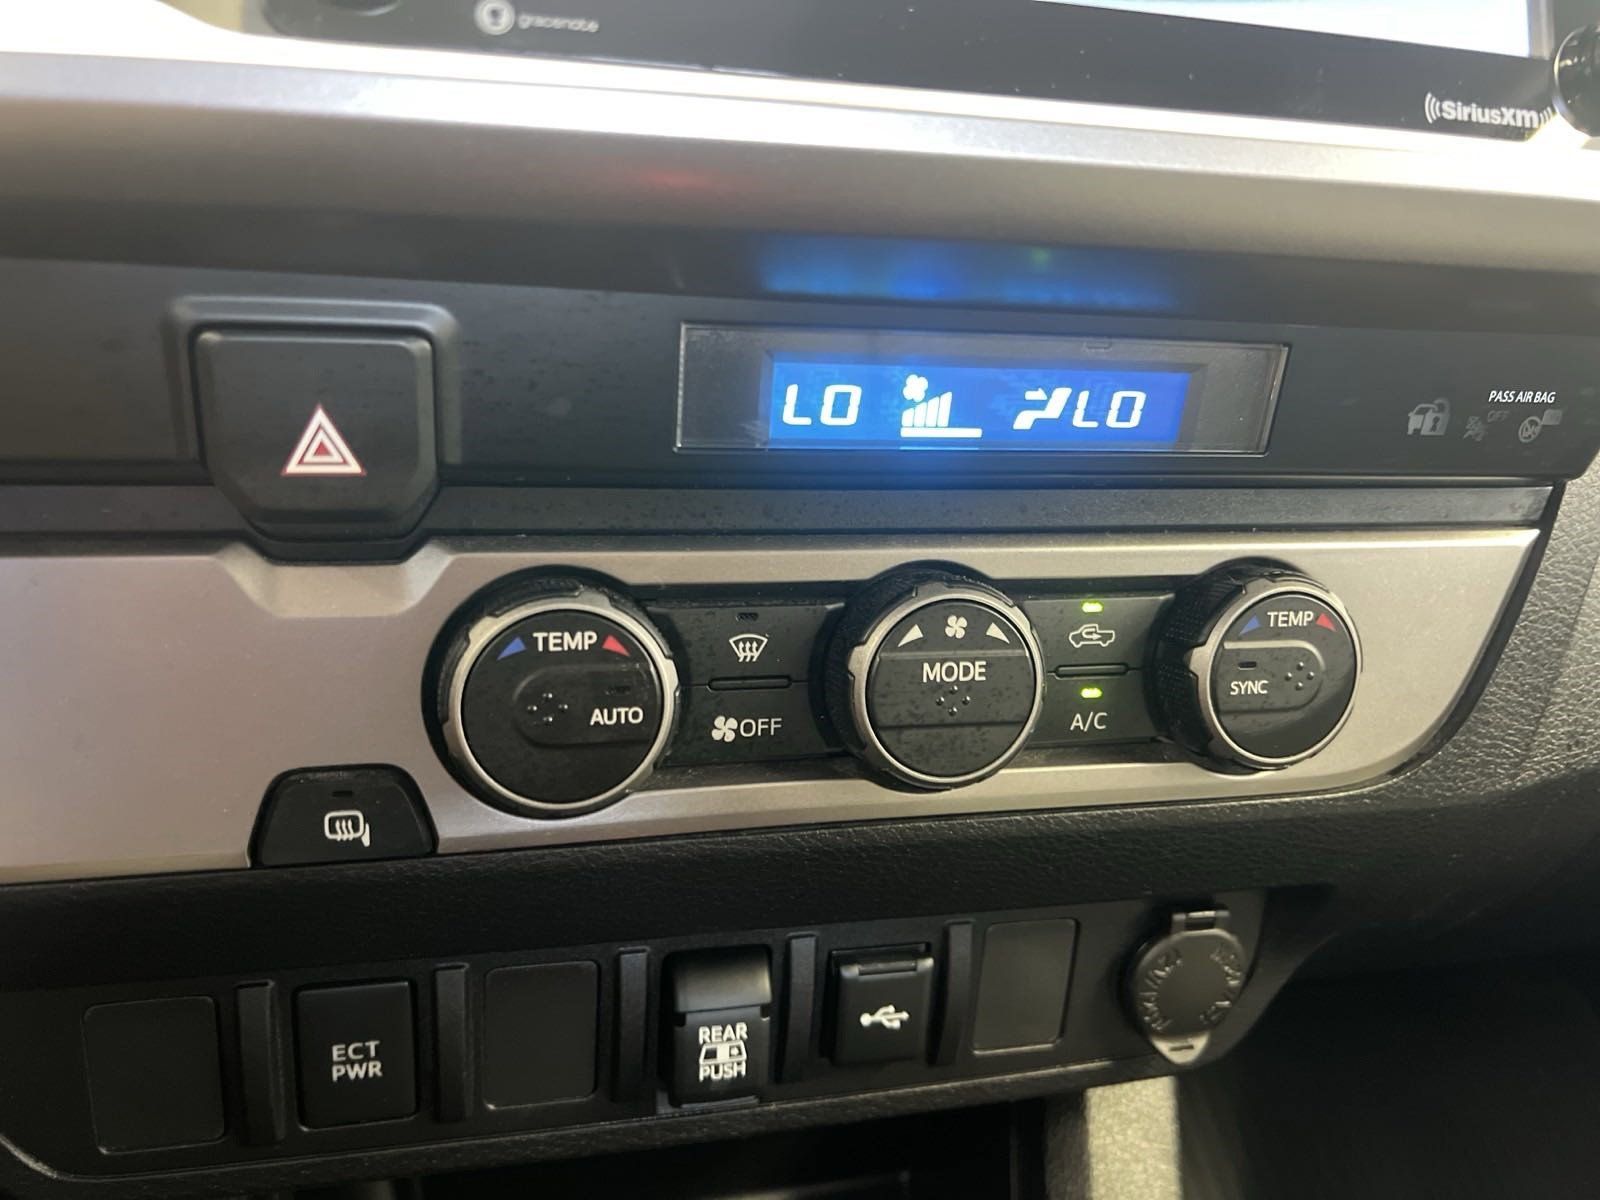 gracenote
SiriusXM
LO LO
PASS AIR BAG
OFF
TEMP
AUTO
OFF
MODE
A/C
TEMP
SYNC
ECT
PWR
REAR
PUSH